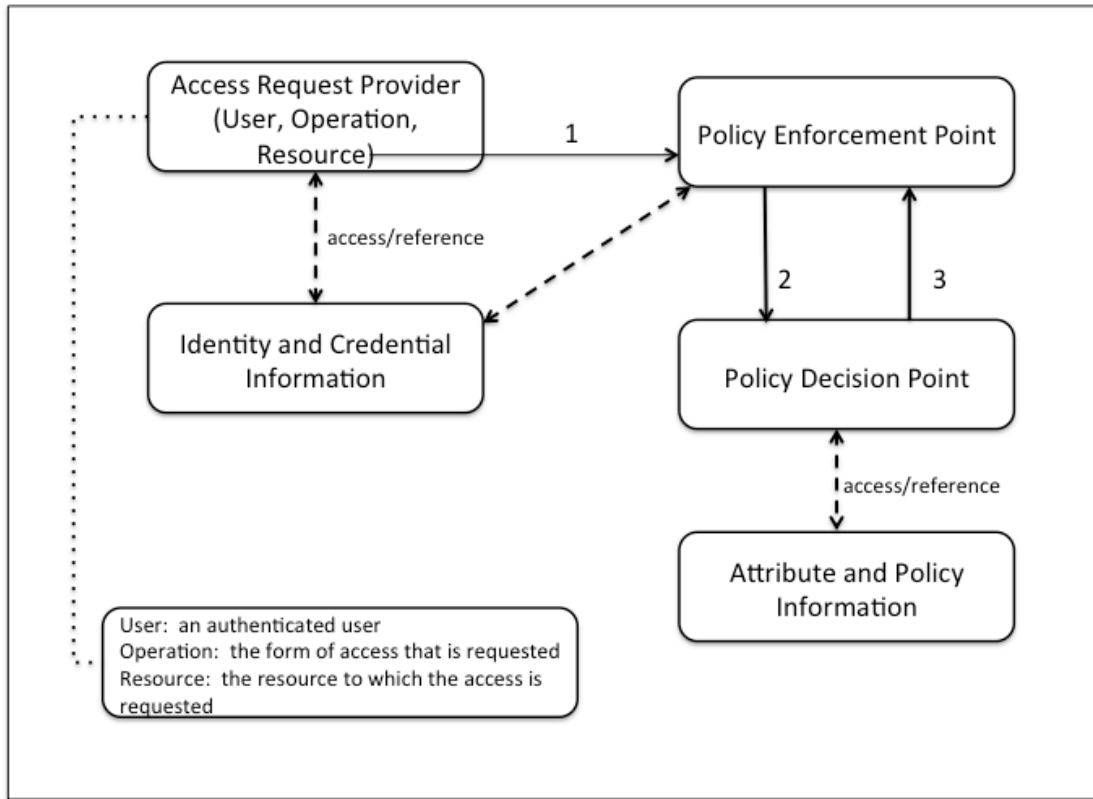 Access Request Provider
(User, Operation,
Resource)
1
Policy Enforcement Point
access/reference
2
3
Identity and Credential
Information
Policy Decision Point
access/reference
Attribute and Policy
Information
User:  an authenticated user
Operation:  the form of access that is requested
Resource:  the resource to which the access is
requested